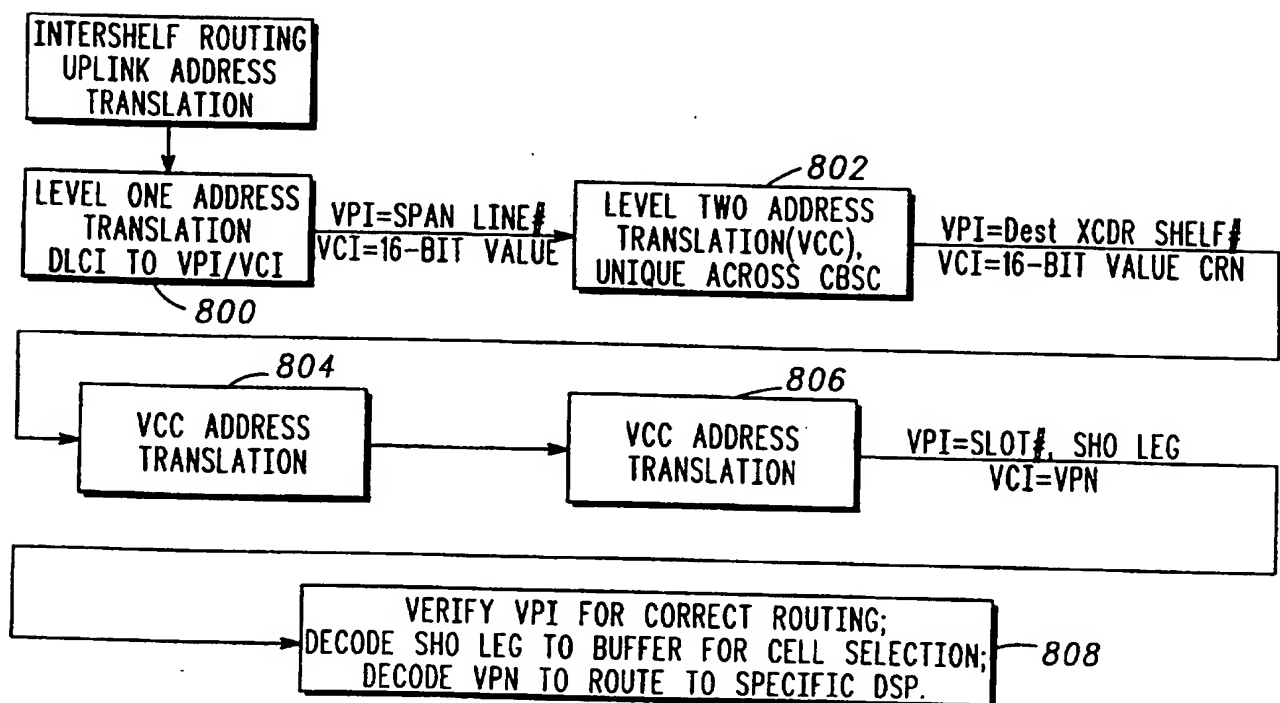 INTERSHELF ROUTING
UPLINK ADDRESS
TRANSLATION
LEVEL ONE ADDRESS
TRANSLATION
DLCI TO VPI/VCI
800
VPI=SPAN LINE#
VCI=16-BIT VALUE
802
LEVEL TWO ADDRESS
TRANSLATION(VCC),
UNIQUE ACROSS CBSC
VPI=Dest XCDR SHELF#
VCI=16-BIT VALUE CRN
804
VCC ADDRESS
TRANSLATION
806
VCC ADDRESS
TRANSLATION
VPI=SLOT#, SHO LEG
VCI=VPN
VERIFY VPI FOR CORRECT ROUTING;
DECODE SHO LEG TO BUFFER FOR CELL SELECTION;
DECODE VPN TO ROUTE TO SPECIFIC DSP.
808